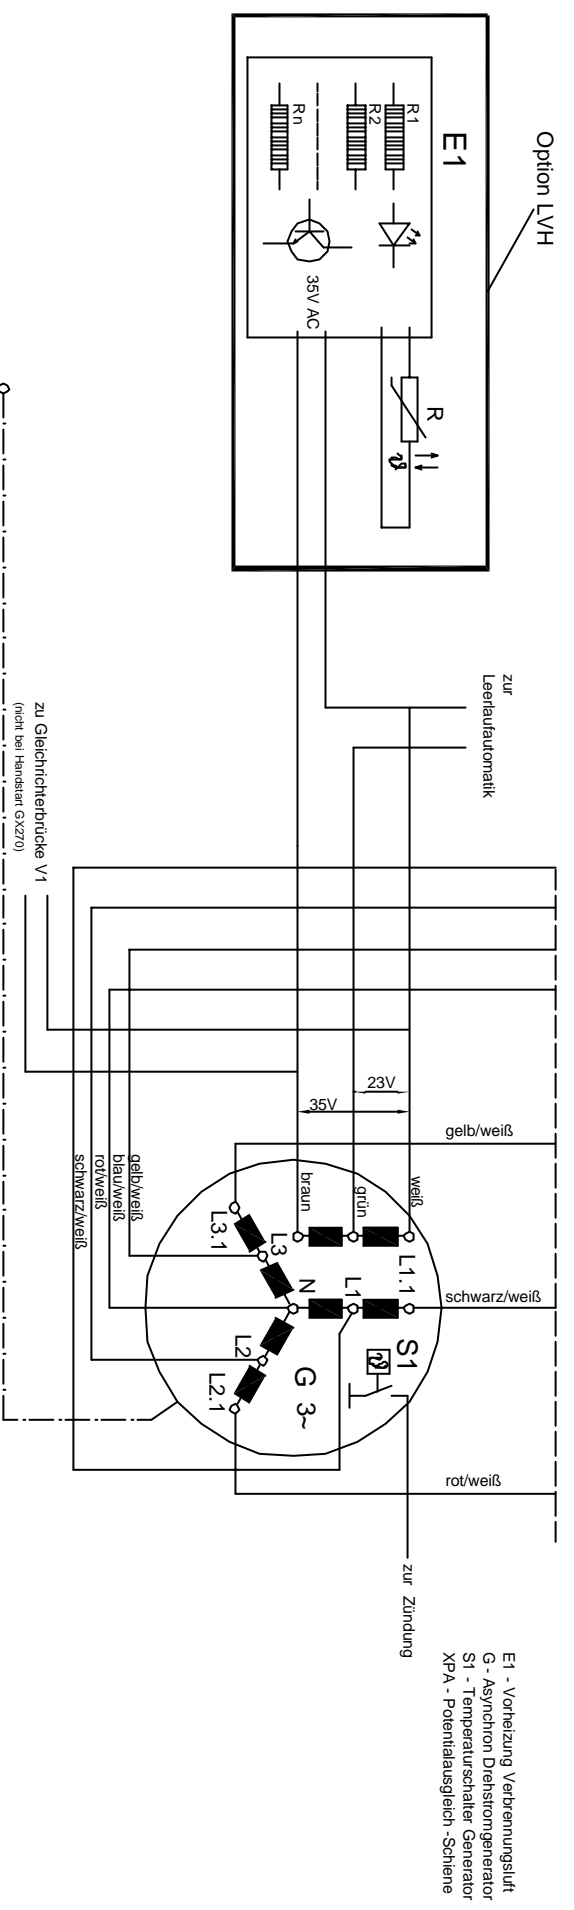 Option LVH
E1
R1
R2
Rn
35V AC
R
ϑ
zur
Leerlaufautomatik
zu Gleichrichterbrücke V1
(nicht bei Handstart GX270)
23V
35V
gelb/weiß
schwarz/weiß
rot/weiß
gelb/weiß
blau/weiß
rot/weiß
schwarz/weiß
weiß
grün
braun
L1.1
L1
N
L3
L3.1
L2
L2.1
S1
ϑ
G 3~
zur Zündung
E1 - Vorheizung Verbrennungsluft
G - Asynchron Drehstromgenerator
S1 - Temperaturschalter Generator
XPA - Potentialausgleich -Schiene